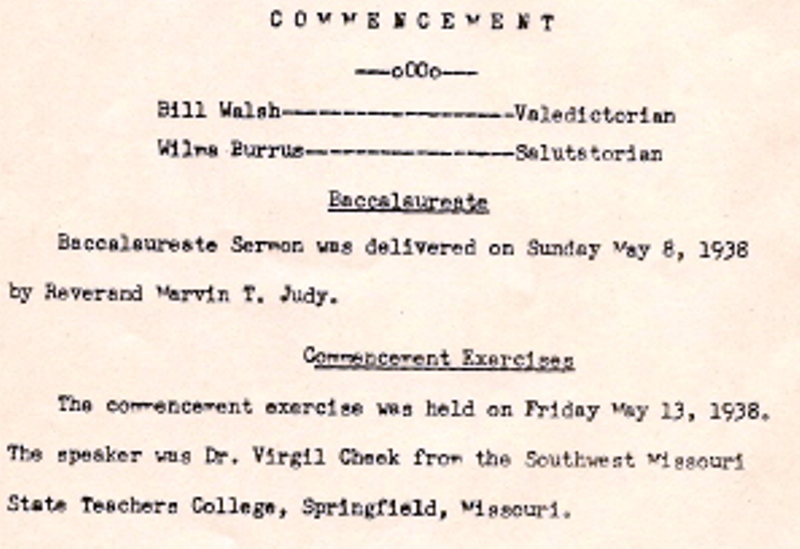 COMMENCEMENT
---oOOo---
Bill Walsh------------------Valedictorian
Wilma Burrus----------------Salutatorian
Baccalaureate
Baccalaureate Sermon was delivered on Sunday May 8, 1938
by Reverand Marvin T. Judy.
Commencement Exercises
The commencement exercise was held on Friday May 13, 1938.
The speaker was Dr. Virgil Cheek from the Southwest Missouri
State Teachers College, Springfield, Missouri.